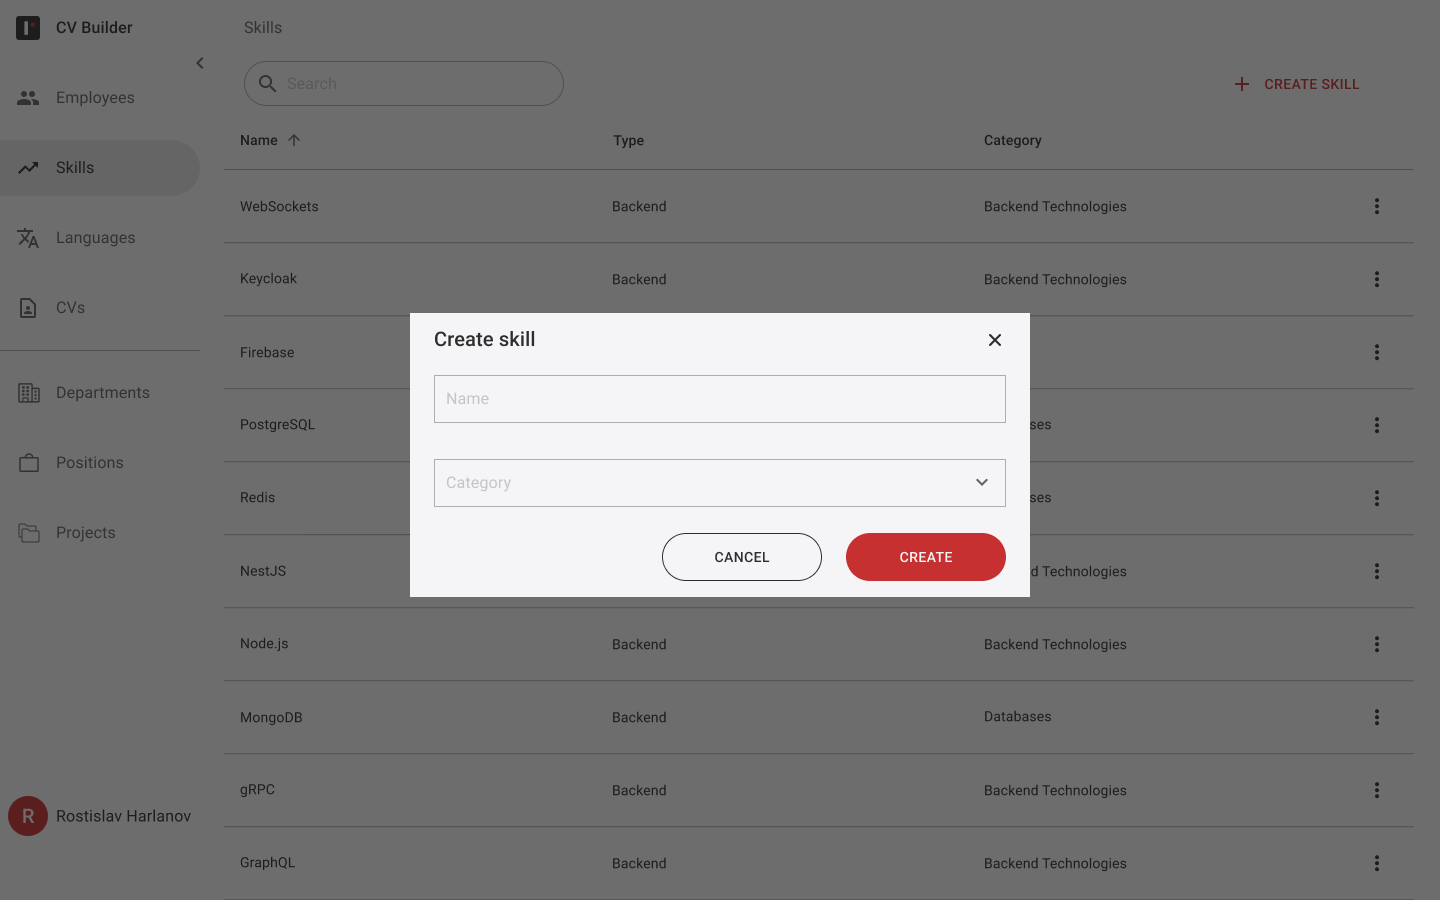 CV Builder
Employees
Skills
Languages
CVs
Departments
Positions
Projects
R
Rostislav Harlanov
Skills
Search
CREATE SKILL
Name Type Category
WebSockets Backend Backend Technologies
Keycloak Backend Backend Technologies
Firebase
PostgreSQL
Redis
NestJS Technologies
Node.js Backend Backend Technologies
MongoDB Backend Databases
gRPC Backend Backend Technologies
GraphQL Backend Backend Technologies
Create skill
Name
Category
CANCEL
CREATE